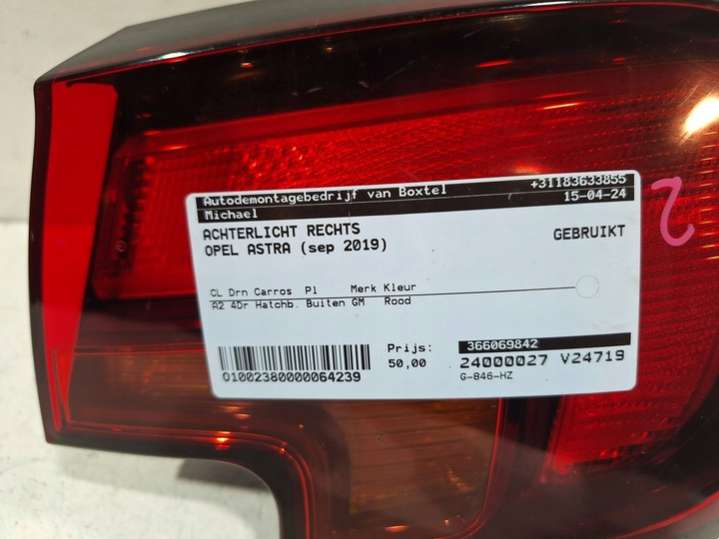 Autodemontagebedrijf van Boxtel +31183633855
Michael 15-04-24
ACHTERLICHT RECHTS
OPEL ASTRA (sep 2019) GEBRUIKT
CL Drn Carros Pl Merk Kleur
A2 4Dr Hatchb. Buiten GM Rood
Prijs: 366069842
50,00 24000027 V24719
01002380000064239 G-846-HZ
2